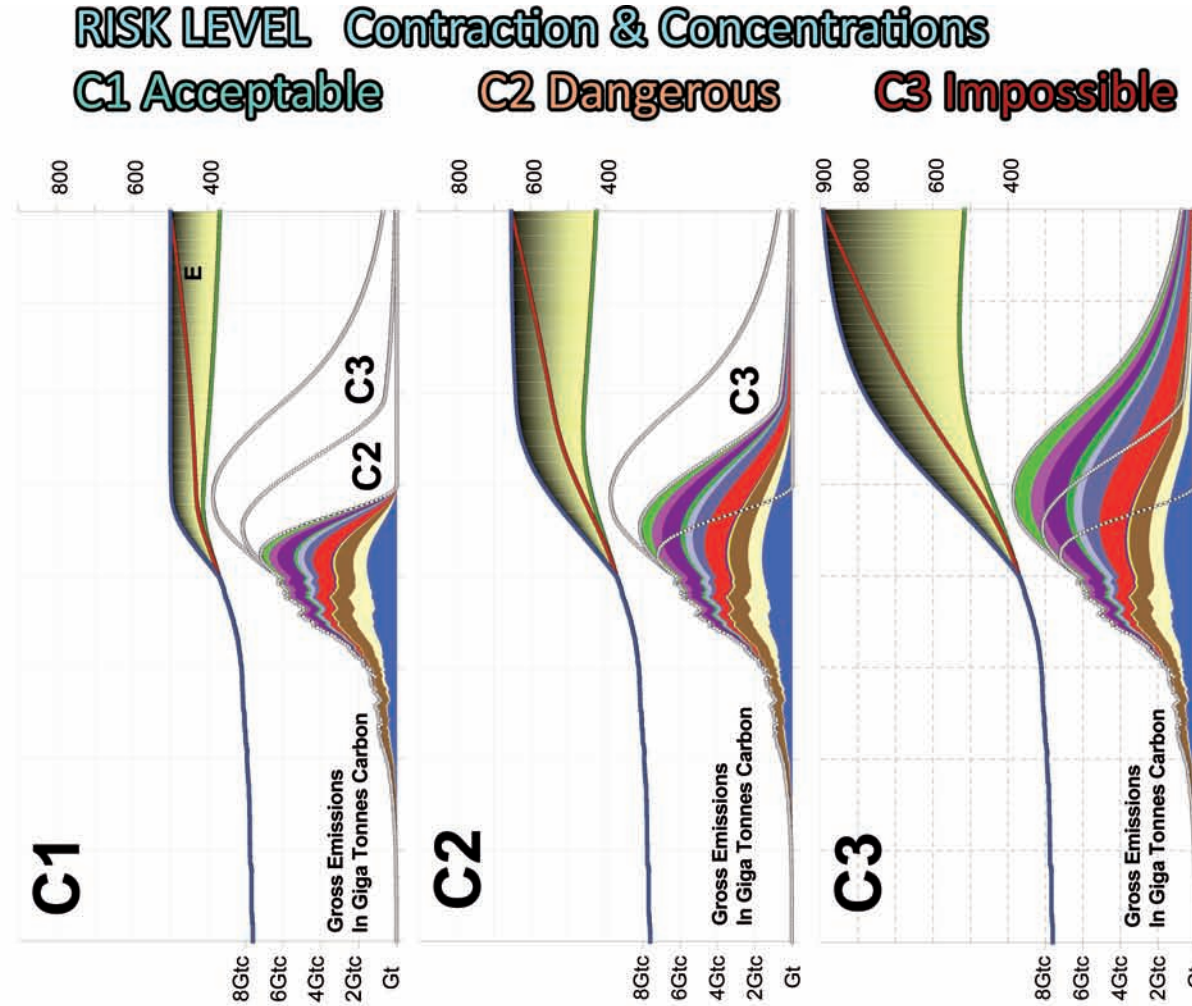 RISK LEVEL Contraction & Concentrations
C1 Acceptable
C2 Dangerous
C3 Impossible
C1
800
600
400
E
C3
C2
Gross Emissions
In Giga Tonnes Carbon
8Gtc
6Gtc
4Gtc
2Gtc
Gt
C2
800
600
400
C3
Gross Emissions
In Giga Tonnes Carbon
8Gtc
6Gtc
4Gtc
2Gtc
Gt
C3
900
800
600
400
Gross Emissions
In Giga Tonnes Carbon
8Gtc
6Gtc
4Gtc
2Gtc